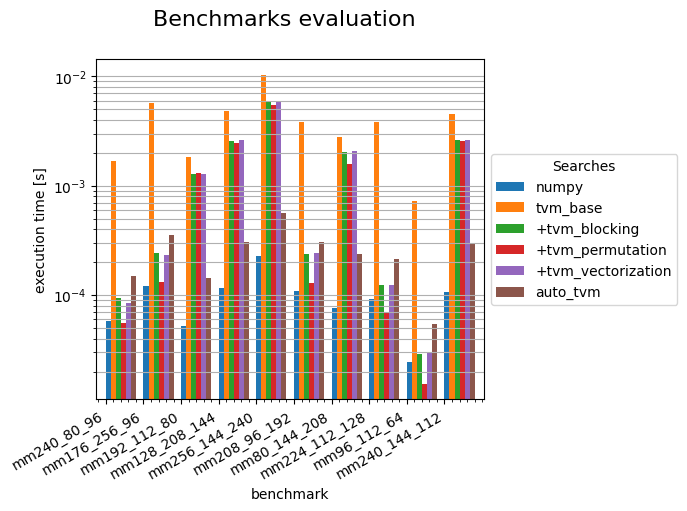 Benchmarks evaluation
execution time [s]
10⁻²
10⁻³
10⁻⁴
mm240_80_96
mm176_256_96
mm192_112_80
mm128_208_144
mm256_144_240
mm208_96_192
mm80_144_208
mm224_112_128
mm96_112_64
mm240_144_112
benchmark
Searches
numpy
tvm_base
+tvm_blocking
+tvm_permutation
+tvm_vectorization
auto_tvm